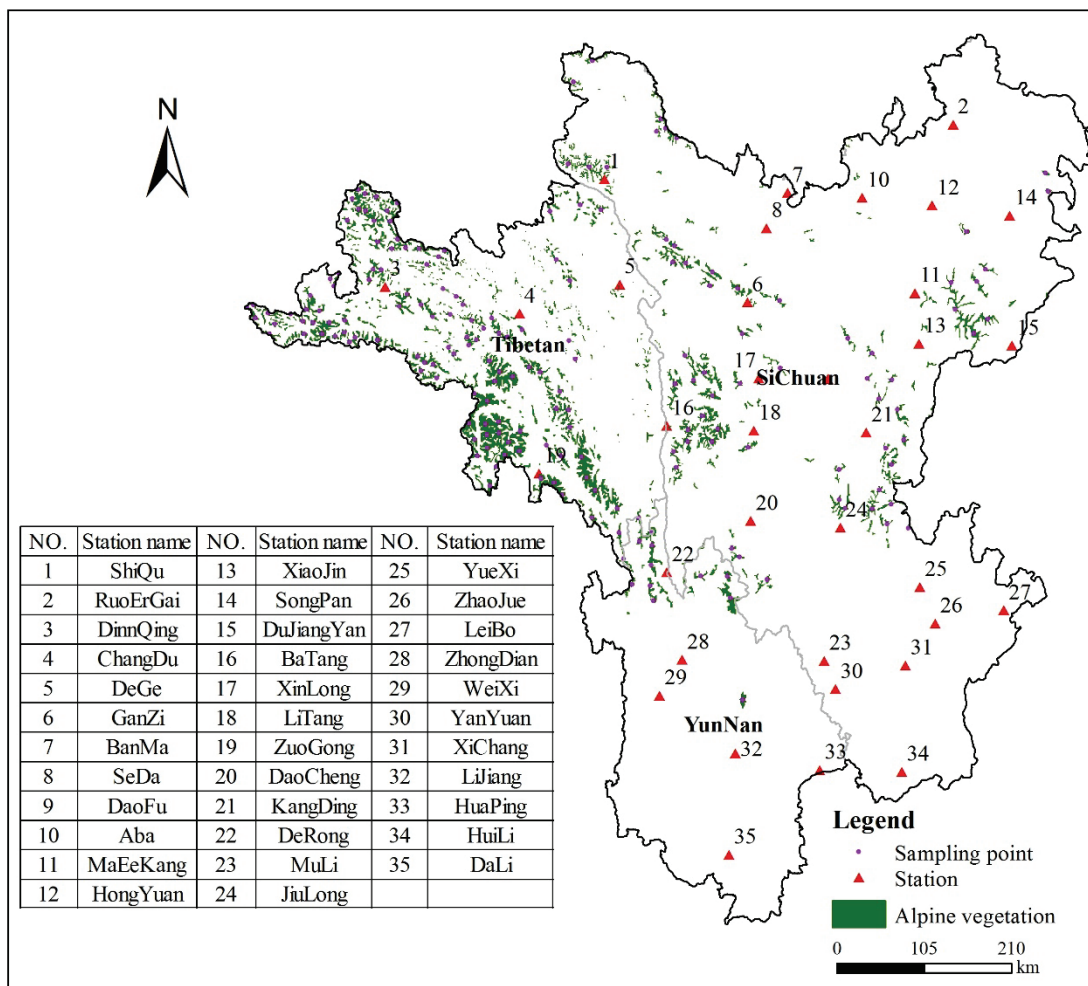 N
2
1
7
10
12
14
8
3
5
4
6
11
Tibetan
13
15
17
SiChuan
16
18
21
19
20
24
22
25
27
26
28
23
31
29
30
YunNan
32
33
34
35
NO. Station name NO. Station name NO. Station name
1 ShiQu 13 XiaoJin 25 YueXi
2 RuoErGai 14 SongPan 26 ZhaoJue
3 DinnQing 15 DuJiangYan 27 LeiBo
4 ChangDu 16 BaTang 28 ZhongDian
5 DeGe 17 XinLong 29 WeiXi
6 GanZi 18 LiTang 30 YanYuan
7 BanMa 19 ZuoGong 31 XiChang
8 SeDa 20 DaoCheng 32 LiJiang
9 DaoFu 21 KangDing 33 HuaPing
10 Aba 22 DeRong 34 HuiLi
11 MaEeKang 23 MuLi 35 DaLi
12 HongYuan 24 JiuLong
Legend
Sampling point
Station
Alpine vegetation
0 105 210
km